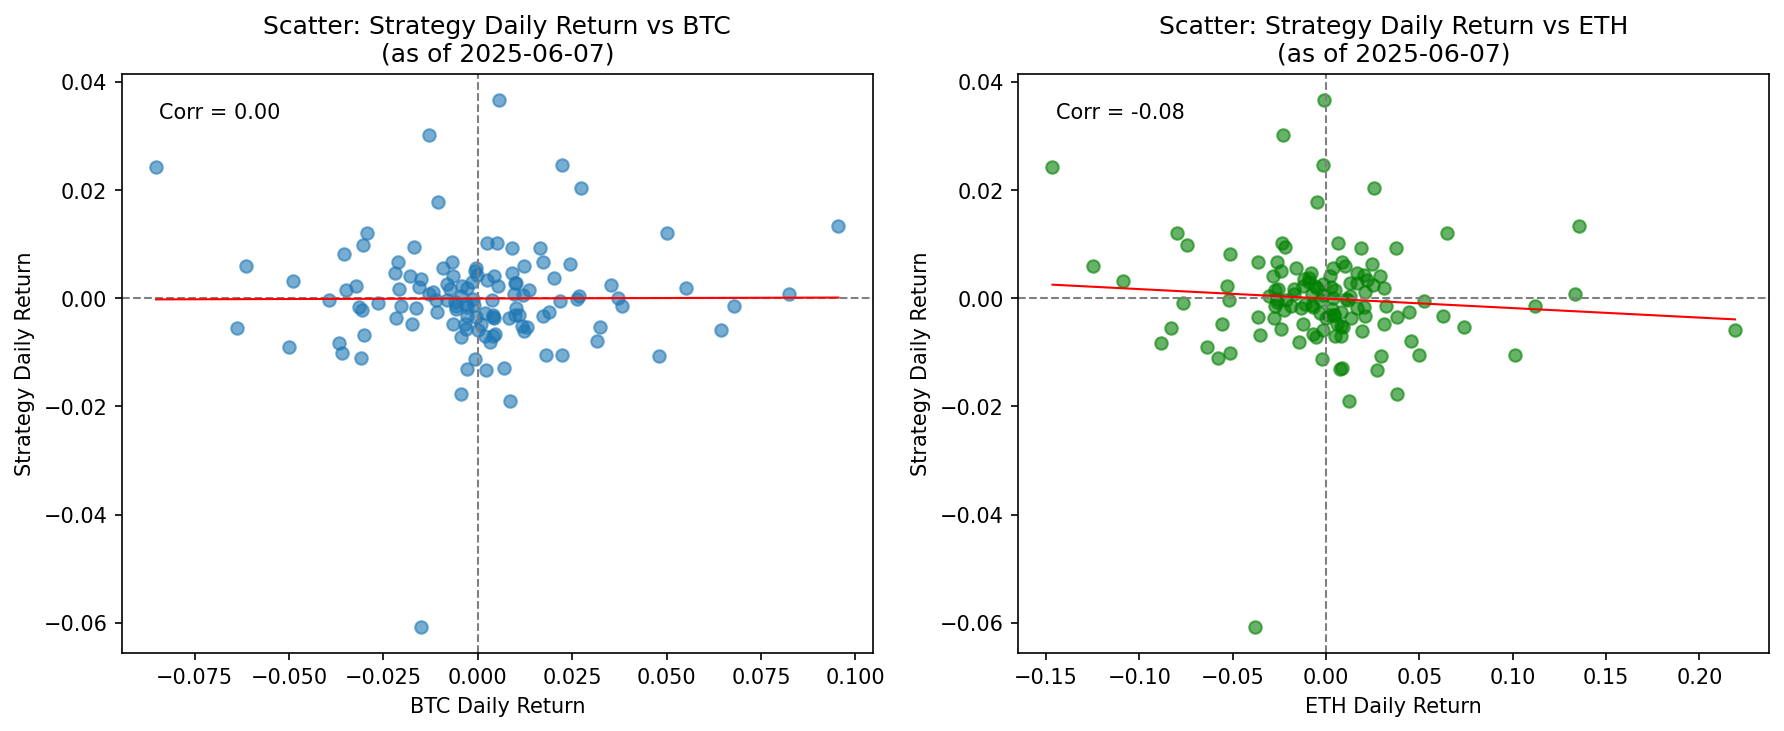 Scatter: Strategy Daily Return vs BTC
(as of 2025-06-07)
Corr = 0.00
0.04
0.02
0.00
−0.02
−0.04
−0.06
Strategy Daily Return
−0.075 −0.050 −0.025 0.000 0.025 0.050 0.075 0.100
BTC Daily Return
Scatter: Strategy Daily Return vs ETH
(as of 2025-06-07)
Corr = -0.08
0.04
0.02
0.00
−0.02
−0.04
−0.06
Strategy Daily Return
−0.15 −0.10 −0.05 0.00 0.05 0.10 0.15 0.20
ETH Daily Return